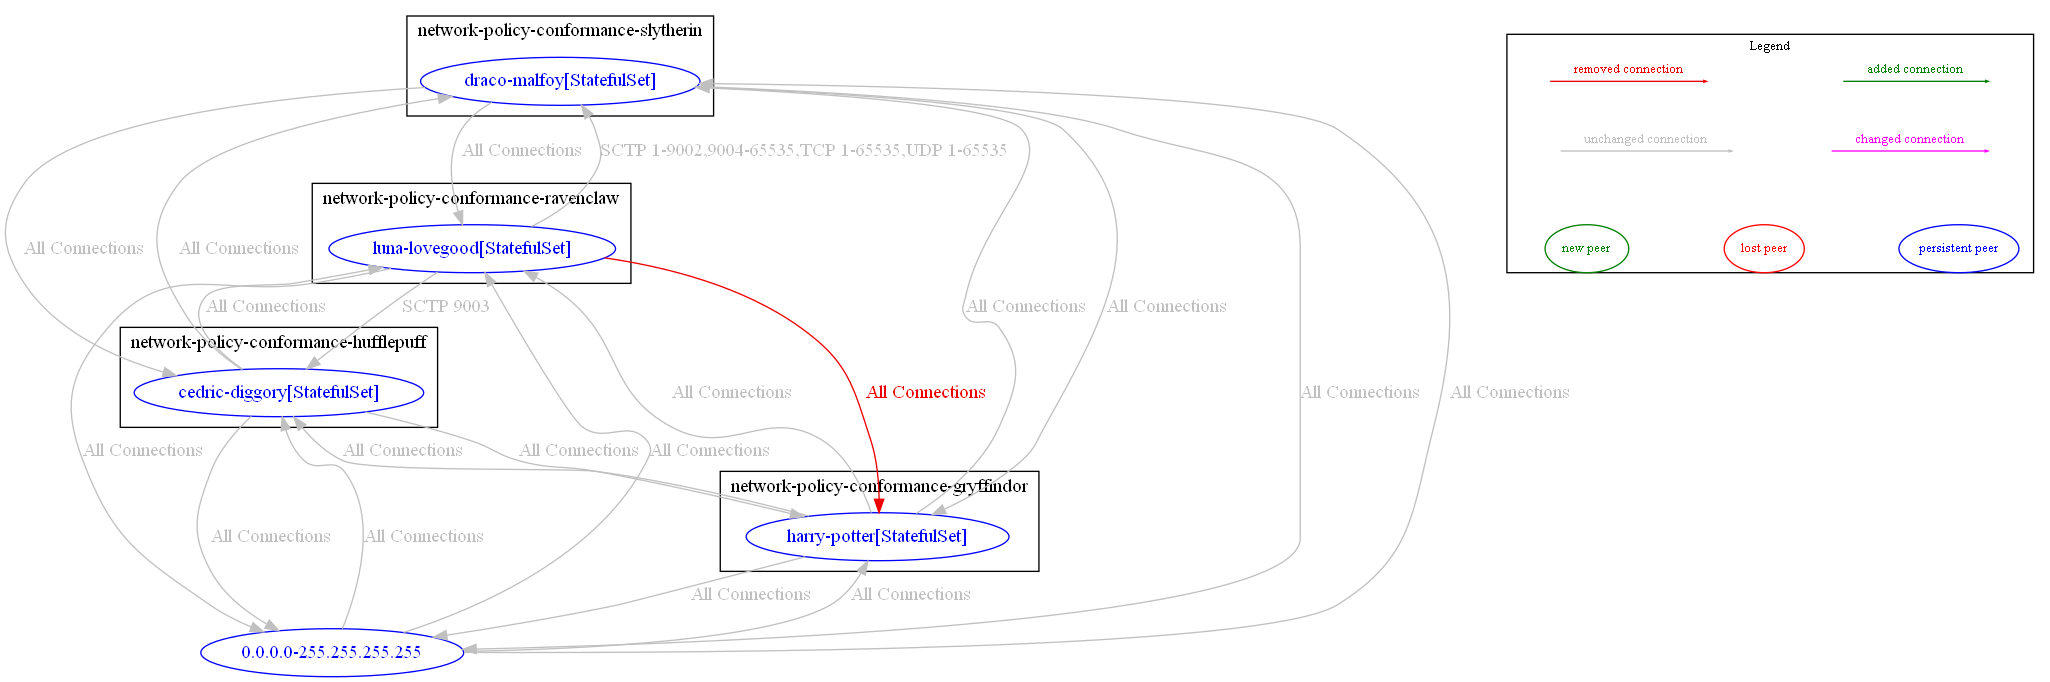 network-policy-conformance-slytherin
draco-malfoy[StatefulSet]
All Connections
SCTP 1-9002,9004-65535,TCP 1-65535,UDP 1-65535
network-policy-conformance-ravenclaw
luna-lovegood[StatefulSet]
All Connections
All Connections
All Connections
SCTP 9003
All Connections
All Connections
network-policy-conformance-hufflepuff
cedric-diggory[StatefulSet]
All Connections
All Connections
All Connections
All Connections
All Connections
All Connections
All Connections
All Connections
network-policy-conformance-gryffindor
harry-potter[StatefulSet]
All Connections
All Connections
All Connections
All Connections
0.0.0.0-255.255.255.255
Legend
removed connection
added connection
unchanged connection
changed connection
new peer
lost peer
persistent peer